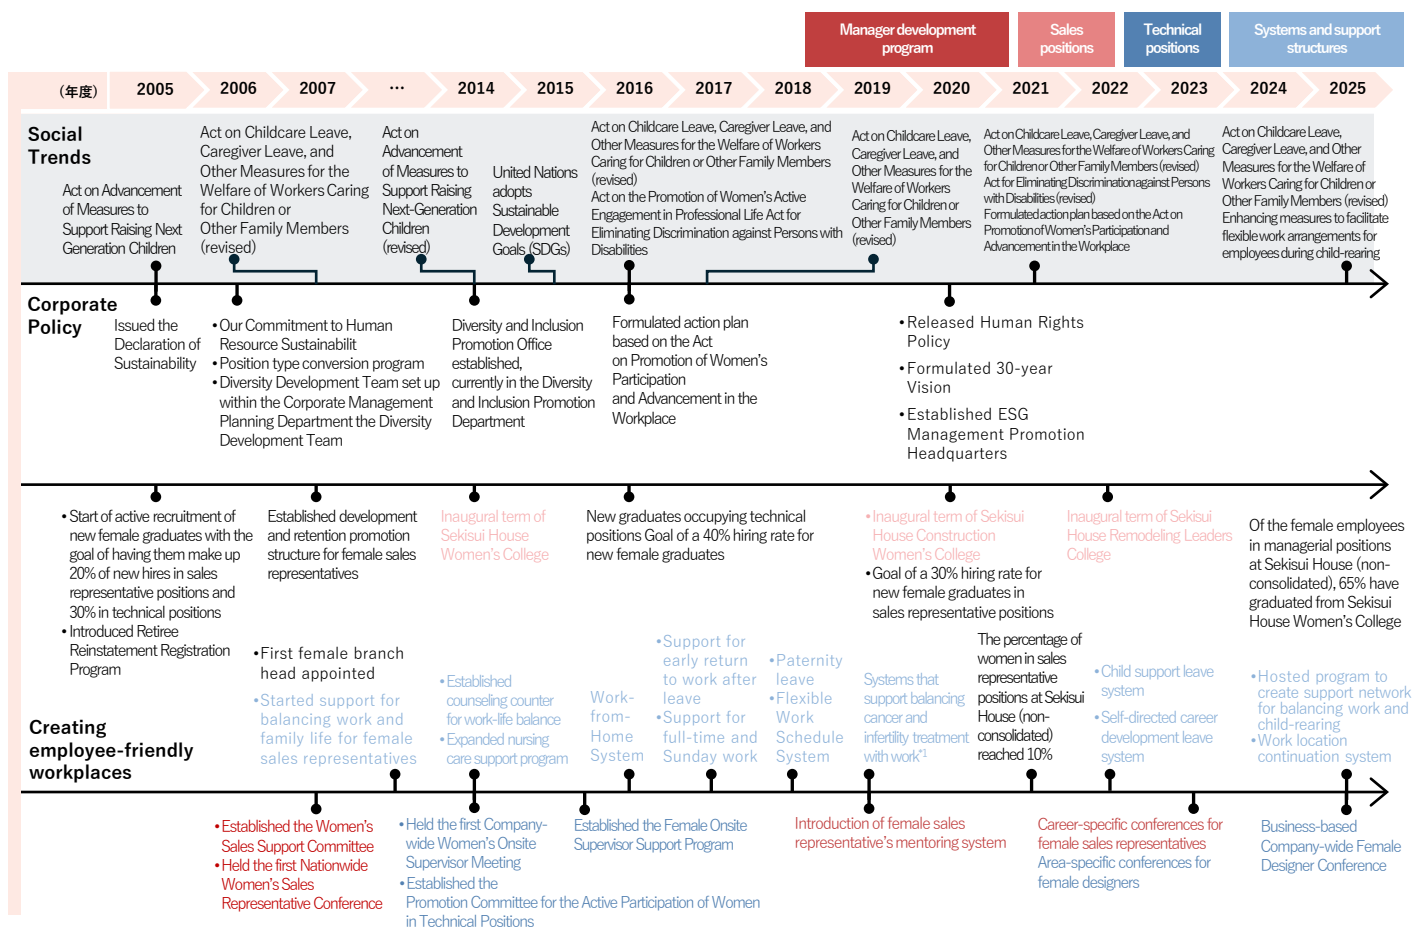 Manager development
program
Sales
positions
Technical
positions
Systems and support
structures
(年度)
2005
2006
2007
…
2014
2015
2016
2017
2018
2019
2020
2021
2022
2023
2024
2025
Social
Trends
Act on Advancement
of Measures to
Support Raising Next
Generation Children
Act on Childcare Leave,
Caregiver Leave, and
Other Measures for the
Welfare of Workers Caring
for Children or
Other Family Members
(revised)
Act on
Advancement
of Measures to
Support Raising
Next-Generation
Children
(revised)
United Nations
adopts
Sustainable
Development
Goals (SDGs)
Act on Childcare Leave, Caregiver Leave, and
Other Measures for the Welfare of Workers
Caring for Children or Other Family Members
(revised)
Act on the Promotion of Women's Active
Engagement in Professional Life Act for
Eliminating Discrimination against Persons with
Disabilities
Act on Childcare Leave,
Caregiver Leave, and
Other Measures for the
Welfare of Workers
Caring for Children or
Other Family Members
(revised)
Act on Childcare Leave, Caregiver Leave, and
Other Measures for the Welfare of Workers Caring
for Children or Other Family Members (revised)
Act for Eliminating Discrimination against Persons
with Disabilities (revised)
Formulated action plan based on the Act on
Promotion of Women's Participation and
Advancement in the Workplace
Act on Childcare Leave,
Caregiver Leave, and Other
Measures for the Welfare of
Workers Caring for Children or
Other Family Members (revised)
Enhancing measures to facilitate
flexible work arrangements for
employees during child-rearing
Corporate
Policy
Issued the
Declaration of
Sustainability
•Our Commitment to Human
Resource Sustainabilit
•Position type conversion program
•Diversity Development Team set up
within the Corporate Management
Planning Department the Diversity
Development Team
Diversity and Inclusion
Promotion Office
established,
currently in the Diversity
and Inclusion Promotion
Department
Formulated action plan
based on the Act
on Promotion of Women's
Participation
and Advancement in the
Workplace
•Released Human Rights
Policy
•Formulated 30-year
Vision
•Established ESG
Management Promotion
Headquarters
•Start of active recruitment of
new female graduates with the
goal of having them make up
20% of new hires in sales
representative positions and
30% in technical positions
•Introduced Retiree
Reinstatement Registration
Program
Established development
and retention promotion
structure for female sales
representatives
Inaugural term of
Sekisui House
Women's College
New graduates occupying technical
positions Goal of a 40% hiring rate for
new female graduates
•Inaugural term of Sekisui
House Construction
Women's College
•Goal of a 30% hiring rate for
new female graduates in
sales representative positions
Inaugural term of Sekisui
House Remodeling Leaders
College
Of the female employees
in managerial positions
at Sekisui House (non-
consolidated), 65% have
graduated from Sekisui
House Women's College
Creating
employee-friendly
workplaces
•First female branch
head appointed
•Started support for
balancing work and
family life for female
sales representatives
•Established
counseling counter
for work-life balance
•Expanded nursing
care support program
Work-
from-
Home
System
•Support for
early return
to work after
leave
•Support for
full-time and
Sunday work
•Paternity
leave
•Flexible
Work
Schedule
System
Systems that
support balancing
cancer and
infertility treatment
with work*1
The percentage of
women in sales
representative
positions at Sekisui
House (non-
consolidated)
reached 10%
•Child support leave
system
•Self-directed career
development leave
system
•Hosted program to
create support network
for balancing work and
child-rearing
•Work location
continuation system
•Established the Women's
Sales Support Committee
•Held the first Nationwide
Women's Sales
Representative Conference
•Held the first Company-
wide Women's Onsite
Supervisor Meeting
•Established the
Promotion Committee for the Active Participation of Women
in Technical Positions
Established the Female Onsite
Supervisor Support Program
Introduction of female sales
representative's mentoring system
Career-specific conferences for
female sales representatives
Area-specific conferences for
female designers
Business-based
Company-wide Female
Designer Conference